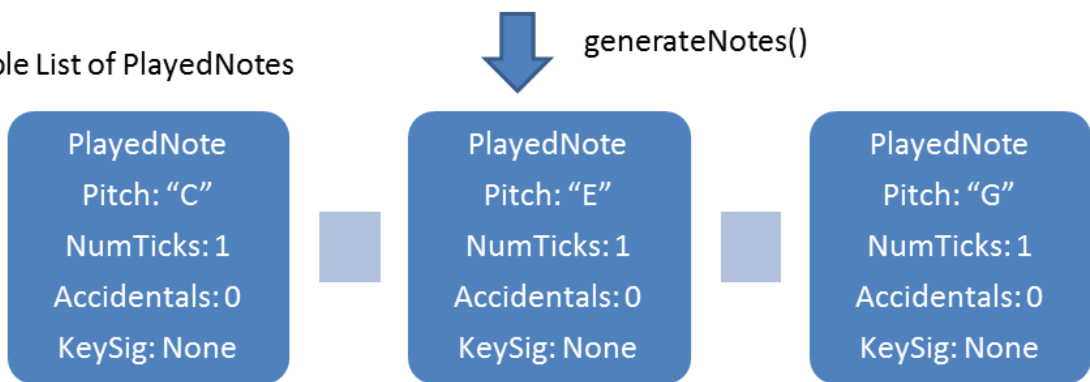 generateNotes()
List of PlayedNotes
PlayedNote
Pitch: “C”
NumTicks: 1
Accidentals: 0
KeySig: None
PlayedNote
Pitch: “E”
NumTicks: 1
Accidentals: 0
KeySig: None
PlayedNote
Pitch: “G”
NumTicks: 1
Accidentals: 0
KeySig: None